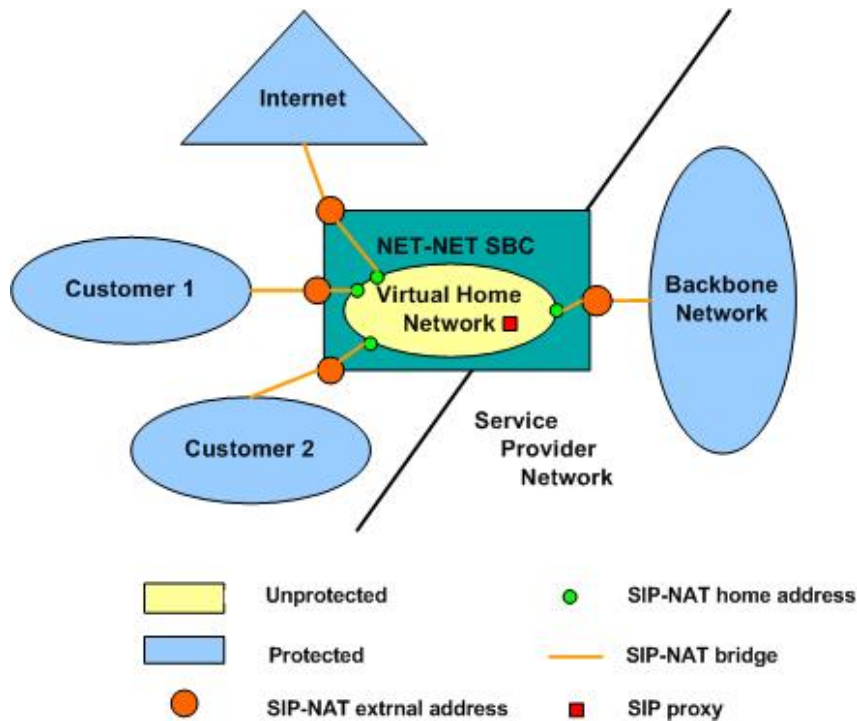 Internet
NET-NET SBC
Customer 1
Virtual Home
Network
Backbone
Network
Customer 2
Service
Provider
Network
Unprotected
SIP-NAT home address
Protected
SIP-NAT bridge
SIP-NAT extrnal address
SIP proxy